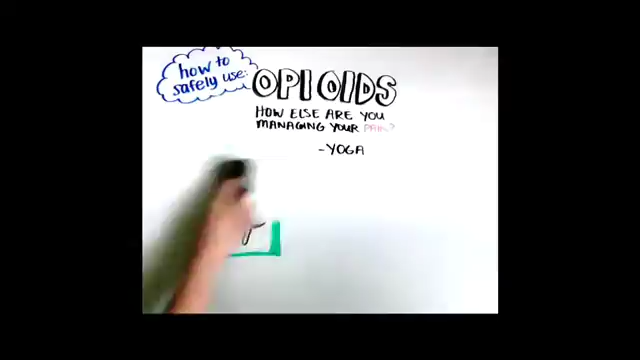 how to
safely use:
OPIOIDS
HOW ELSE ARE YOU
MANAGING YOUR PAIN?
-YOGA